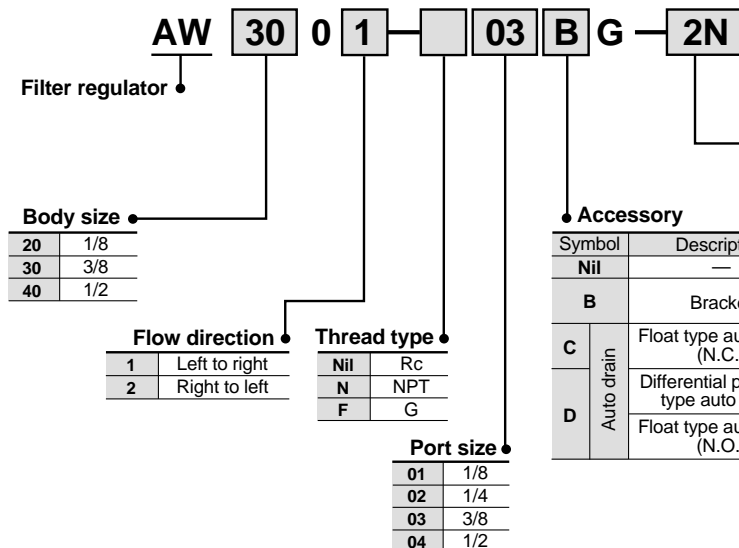 AW 30 0 1 — 03 B G — 2N
Filter regulator
Body size
20 1/8
30 3/8
40 1/2
Flow direction
1 Left to right
2 Right to left
Thread type
Nil Rc
N NPT
F G
Port size
01 1/8
02 1/4
03 3/8
04 1/2
Accessory
Symbol
Nil —
B
C Auto drain Float type
(N.C.
D Differential
type auto
Float type
(N.O.